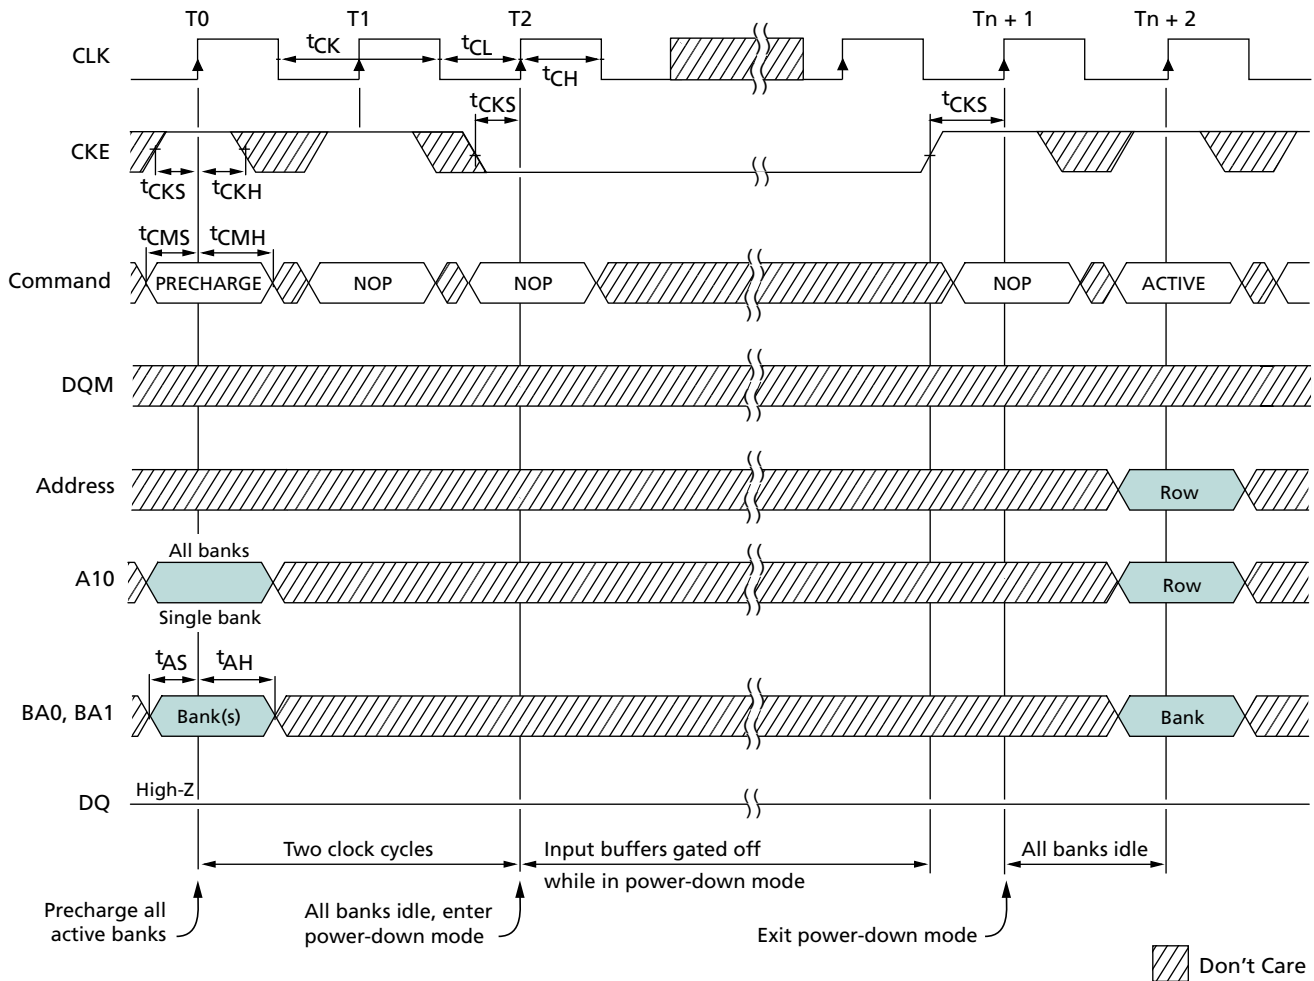 T0 T1 T2 Tn + 1 Tn + 2
CLK
tCK tCL
tCH
tCKS tCKS
CKE
tCKS tCKH
tCMS tCMH
Command PRECHARGE NOP NOP NOP ACTIVE
DQM
Address Row
All banks
A10 Row
Single bank
tAS tAH
BA0, BA1 Bank(s) Bank
High-Z
DQ
Two clock cycles Input buffers gated off All banks idle
while in power-down mode
Precharge all All banks idle, enter
active banks power-down mode Exit power-down mode
Don't Care